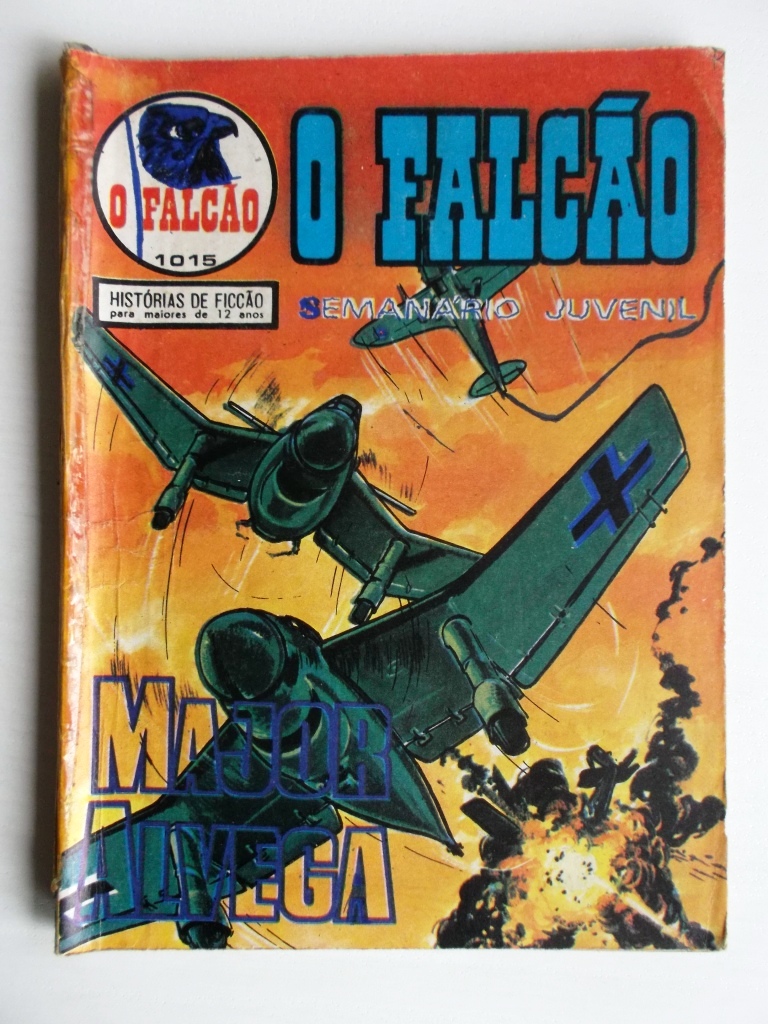 O FALCÃO
1015
O FALCÃO
HISTÓRIAS DE FICÇÃO
para maiores de 12 anos
SEMANÁRIO JUVENIL
MAJOR
ALVEGA